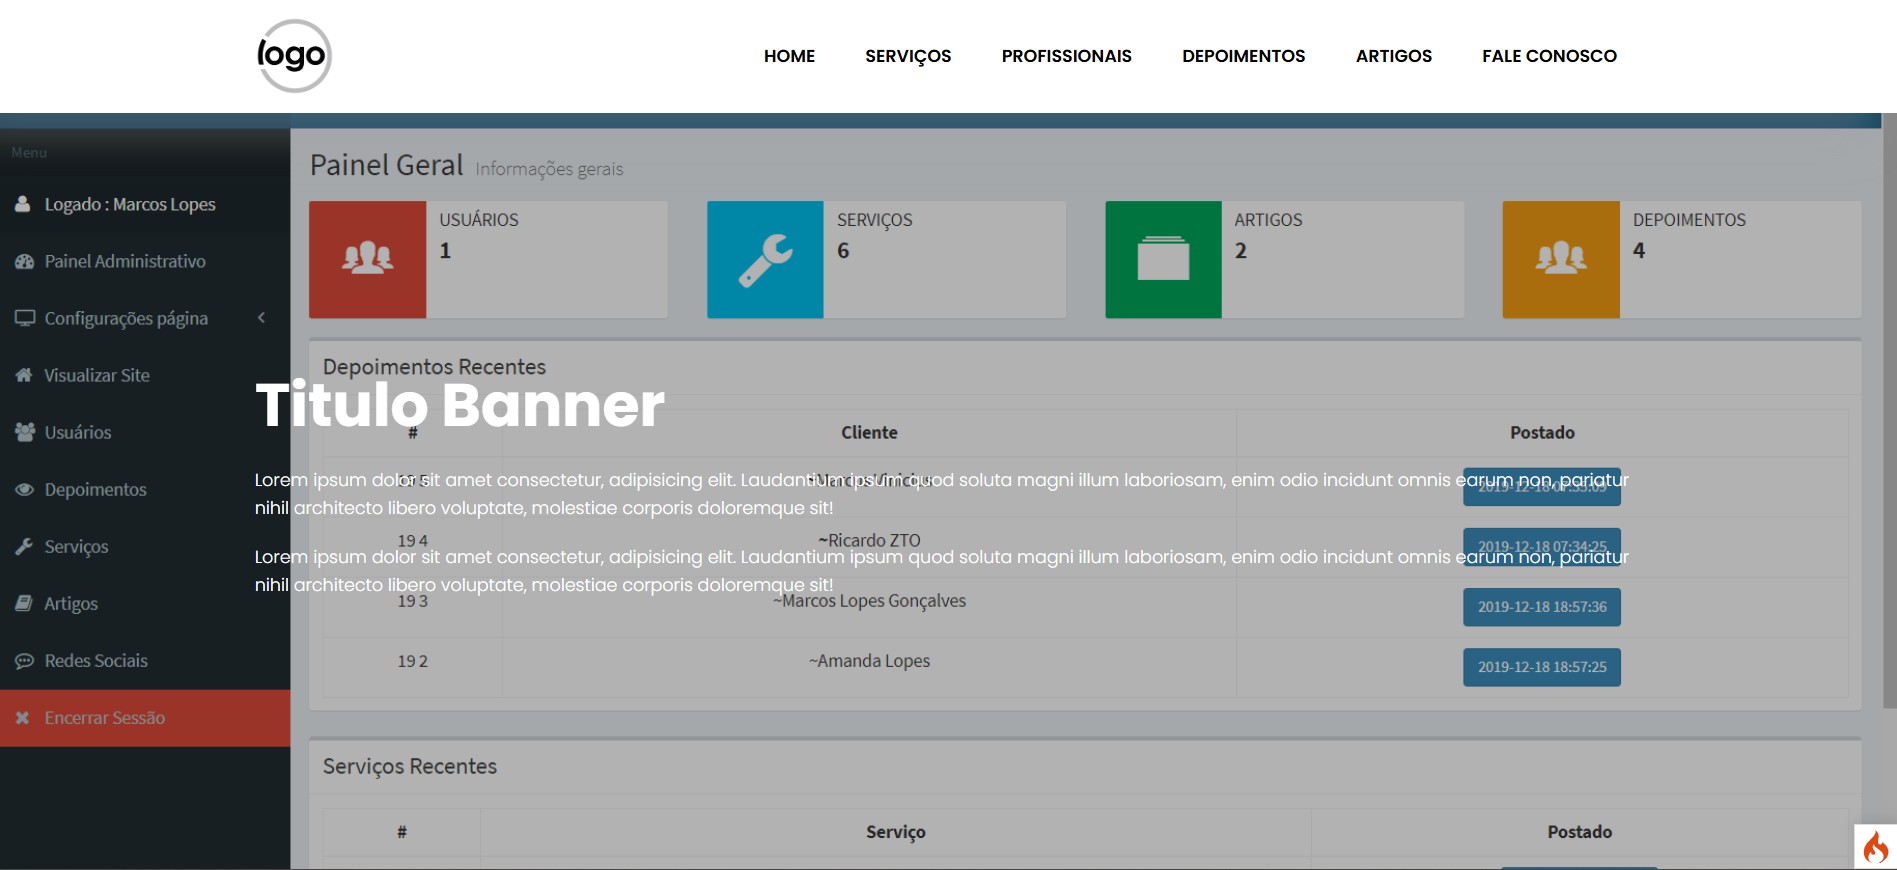 logo
HOME SERVIÇOS PROFISSIONAIS DEPOIMENTOS ARTIGOS FALE CONOSCO
Menu
Logado : Marcos Lopes
Painel Administrativo
Configurações página
Visualizar Site
Usuários
Depoimentos
Serviços
Artigos
Redes Sociais
Encerrar Sessão
Painel Geral Informações gerais
USUÁRIOS
1
SERVIÇOS
6
ARTIGOS
2
DEPOIMENTOS
4
Depoimentos Recentes
Titulo Banner
# Cliente Postado
Lorem ipsum dolor sit amet consectetur, adipisicing elit. Laudantium ipsum quod soluta magni illum laboriosam, enim odio incidunt omnis earum non, pariatur
nihil architecto libero voluptate, molestiae corporis doloremque sit!
19 4 ~Ricardo ZTO 2019-12-18 07:34:25
Lorem ipsum dolor sit amet consectetur, adipisicing elit. Laudantium ipsum quod soluta magni illum laboriosam, enim odio incidunt omnis earum non, pariatur
nihil architecto libero voluptate, molestiae corporis doloremque sit!
19 3 ~Marcos Lopes Gonçalves 2019-12-18 18:57:36
19 2 ~Amanda Lopes 2019-12-18 18:57:25
Serviços Recentes
# Serviço Postado